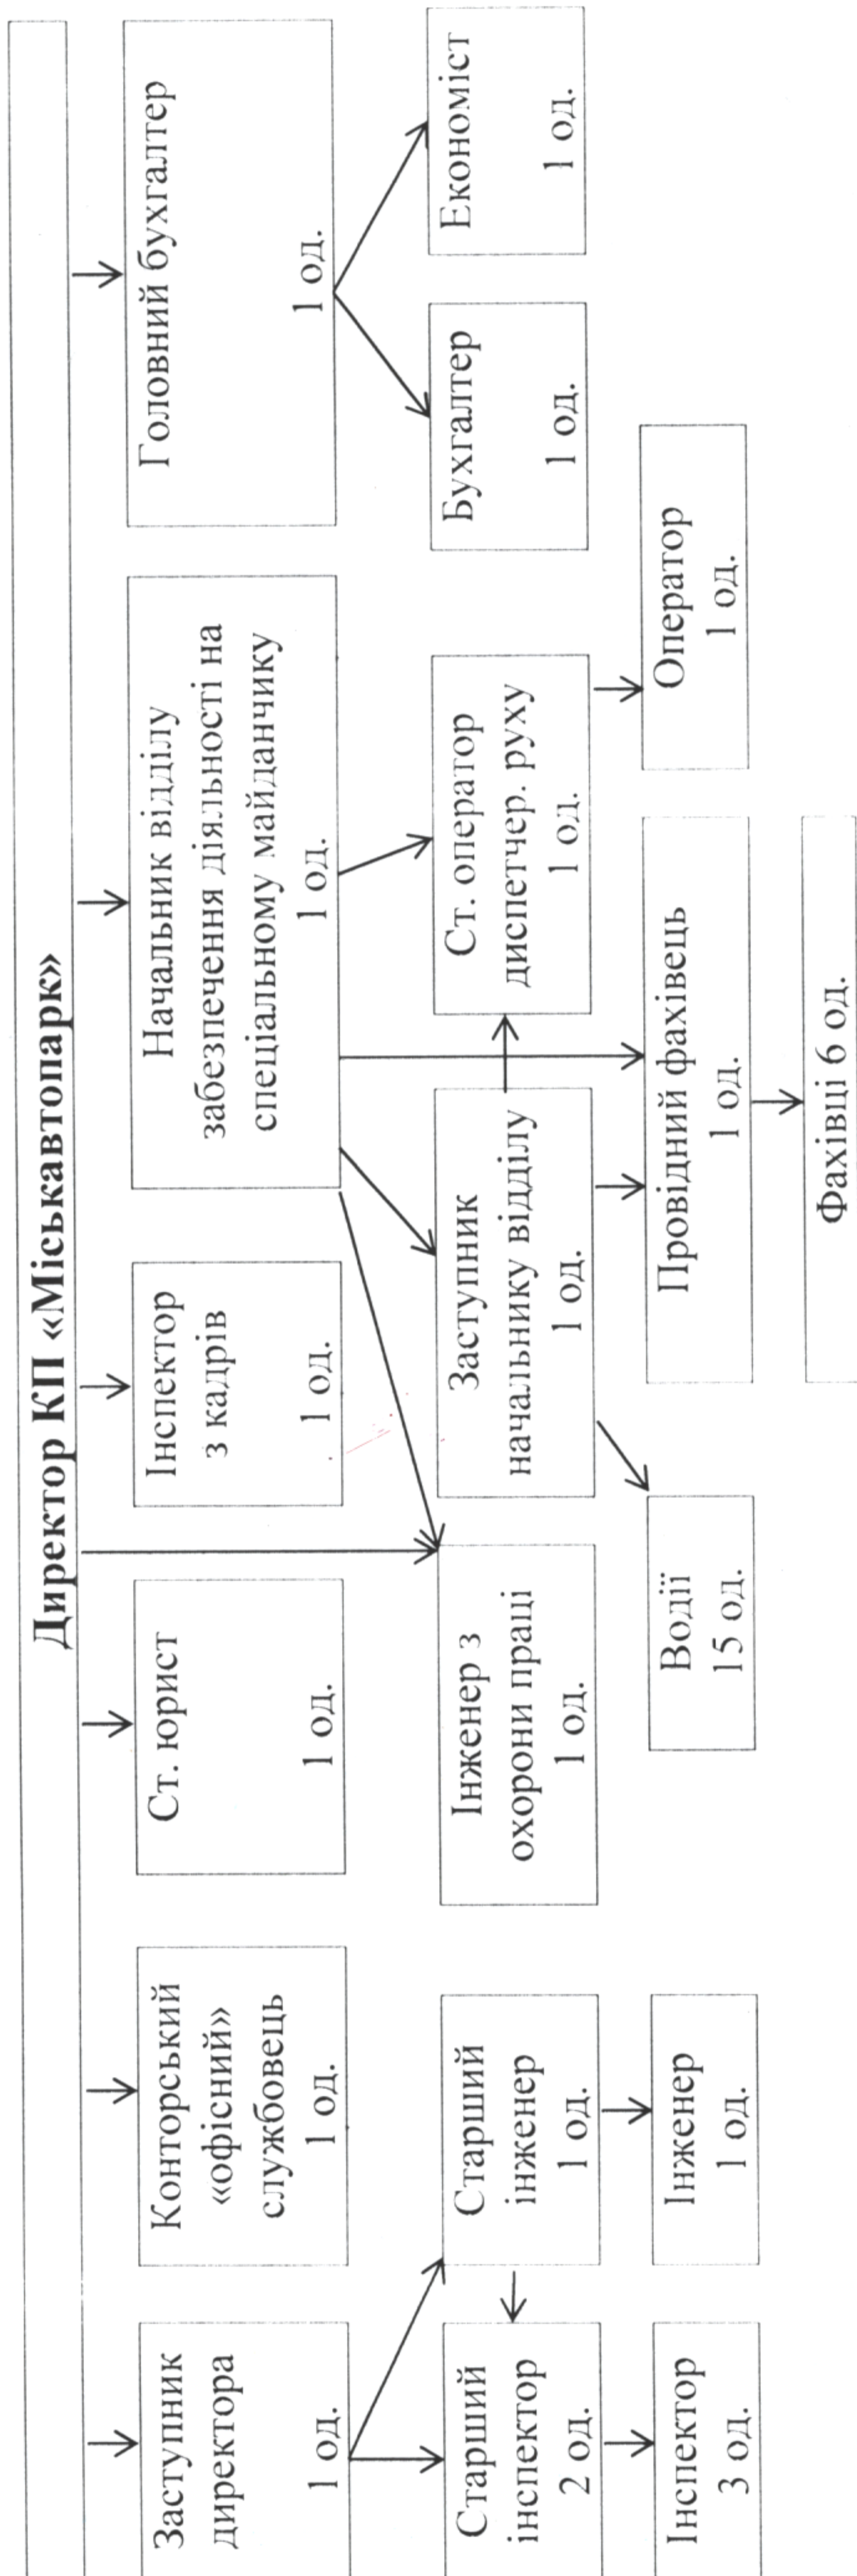 Директор КП «Міськавтопарк»
Заступник
директора
1 од.
Конторський
«офісний»
службовець
1 од.
Ст. юрист
1 од.
Інспектор
з кадрів
1 од.
Начальник відділу
забезпечення діяльності на
спеціальному майданчику
1 од.
Головний бухгалтер
1 од.
Старший
інспектор
2 од.
Старший
інженер
1 од.
Інженер з
охорони праці
1 од.
Заступник
начальнику відділу
1 од.
Ст. оператор
диспетчер. руху
1 од.
Бухгалтер
1 од.
Економіст
1 од.
Інспектор
3 од.
Інженер
1 од.
Водії
15 од.
Провідний фахівець
1 од.
Оператор
1 од.
Фахівці 6 од.